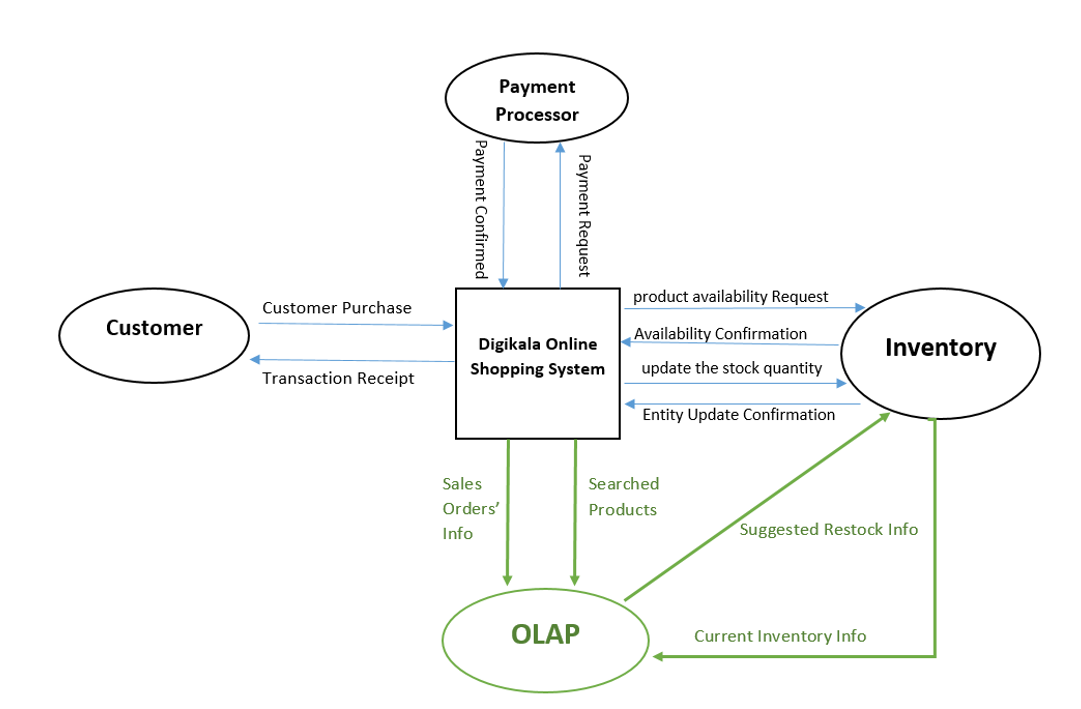 Payment
Processor
Payment Confirmed
Payment Request
Customer
Customer Purchase
Transaction Receipt
Digikala Online
Shopping System
product availability Request
Availability Confirmation
update the stock quantity
Entity Update Confirmation
Inventory
Sales
Orders’
Info
Searched
Products
Suggested Restock Info
OLAP
Current Inventory Info